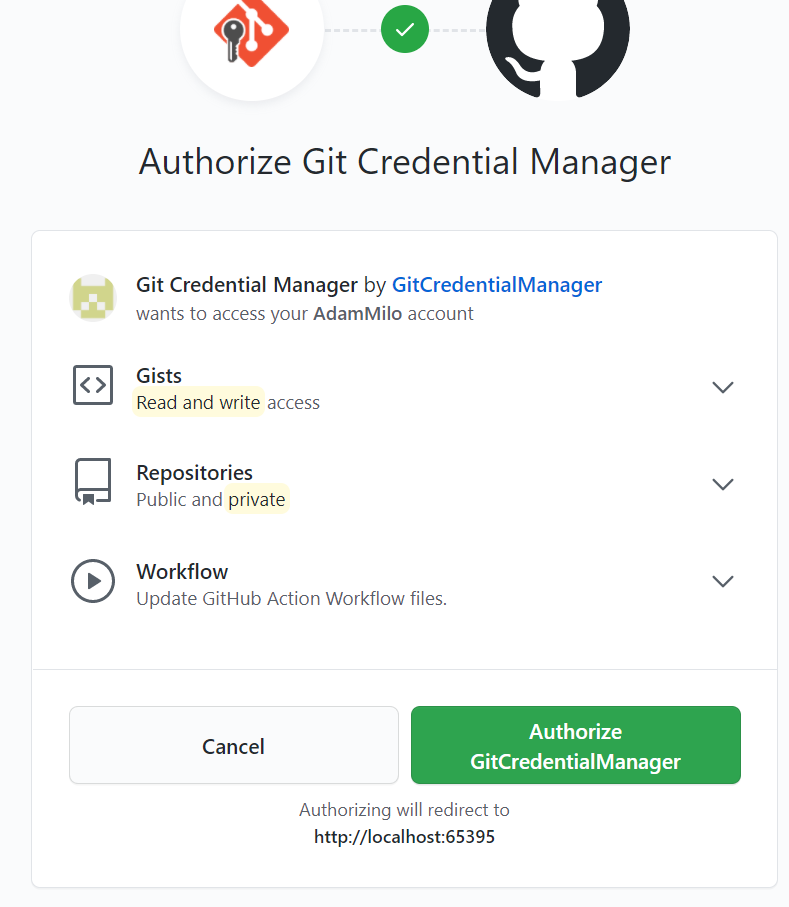 Authorize Git Credential Manager
Git Credential Manager by GitCredentialManager
wants to access your AdamMilo account
Gists
Read and write access
Repositories
Public and private
Workflow
Update GitHub Action Workflow files.
Cancel
Authorize
GitCredentialManager
Authorizing will redirect to
http://localhost:65395